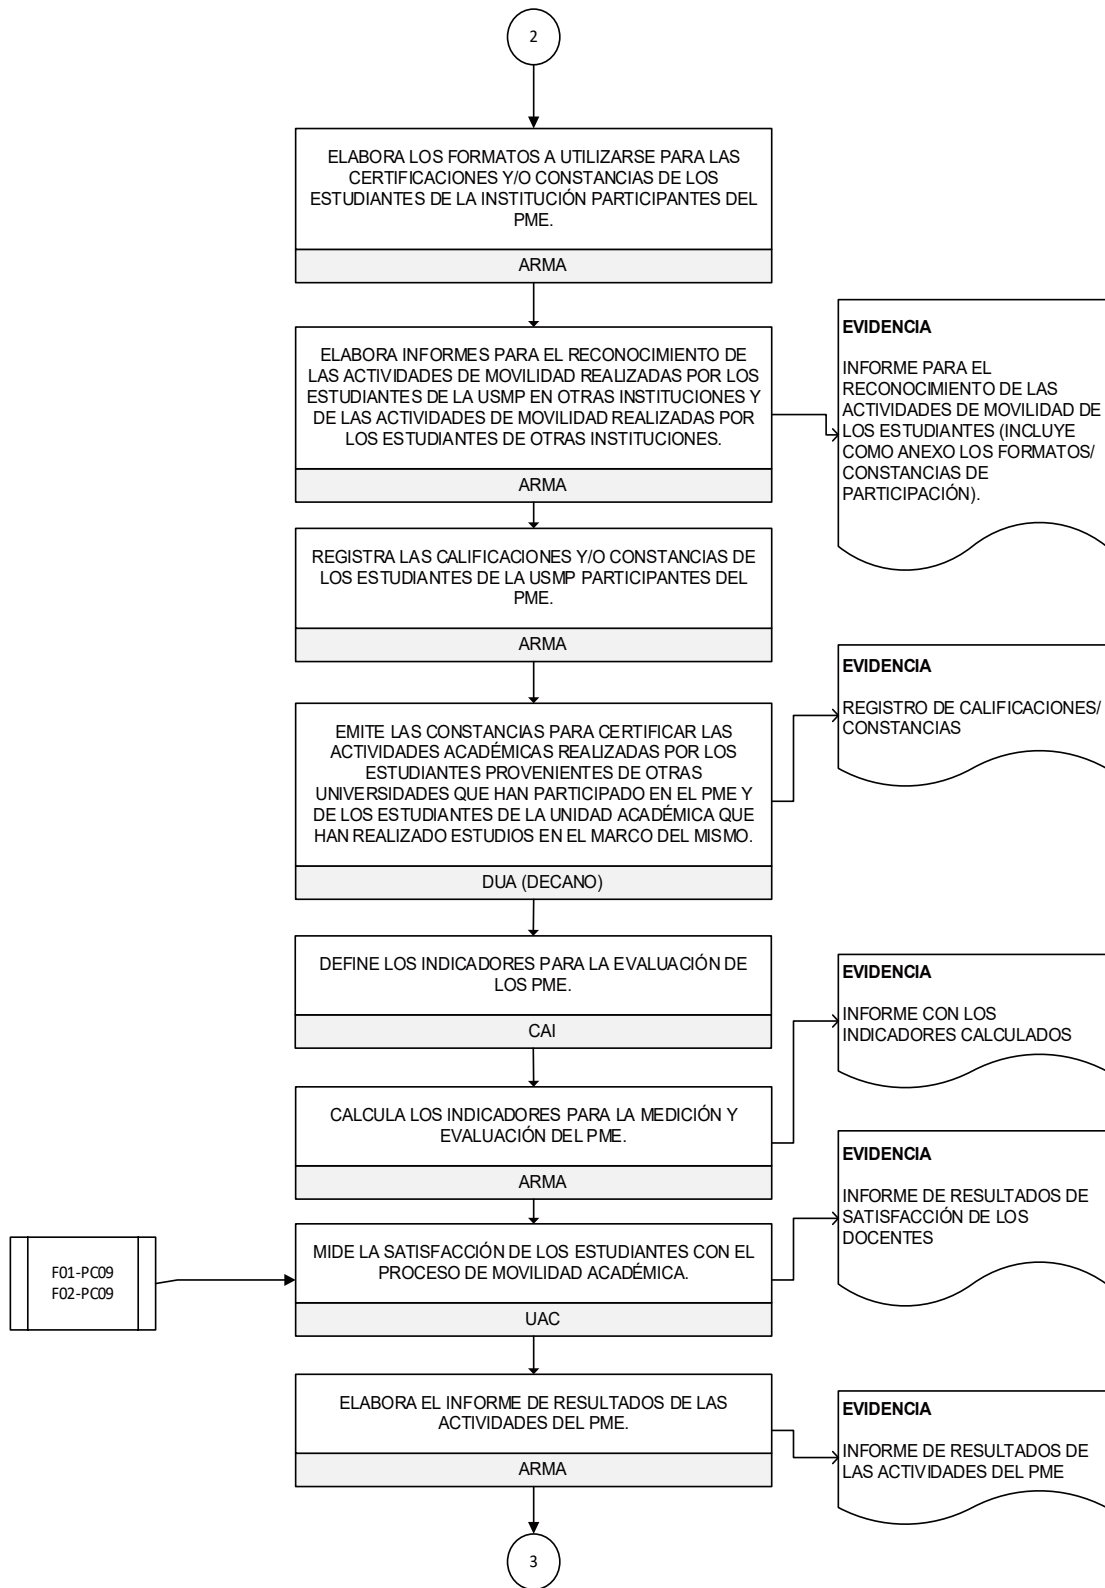 2
ELABORA LOS FORMATOS A UTILIZARSE PARA LAS
CERTIFICACIONES Y/O CONSTANCIAS DE LOS
ESTUDIANTES DE LA INSTITUCIÓN PARTICIPANTES DEL
PME.
ARMA
ELABORA INFORMES PARA EL RECONOCIMIENTO DE
LAS ACTIVIDADES DE MOVILIDAD REALIZADAS POR LOS
ESTUDIANTES DE LA USMP EN OTRAS INSTITUCIONES Y
DE LAS ACTIVIDADES DE MOVILIDAD REALIZADAS POR
LOS ESTUDIANTES DE OTRAS INSTITUCIONES.
ARMA
EVIDENCIA
INFORME PARA EL
RECONOCIMIENTO DE LAS
ACTIVIDADES DE MOVILIDAD DE
LOS ESTUDIANTES (INCLUYE
COMO ANEXO LOS FORMATOS/
CONSTANCIAS DE
PARTICIPACIÓN).
REGISTRA LAS CALIFICACIONES Y/O CONSTANCIAS DE
LOS ESTUDIANTES DE LA USMP PARTICIPANTES DEL
PME.
ARMA
EMITE LAS CONSTANCIAS PARA CERTIFICAR LAS
ACTIVIDADES ACADÉMICAS REALIZADAS POR LOS
ESTUDIANTES PROVENIENTES DE OTRAS
UNIVERSIDADES QUE HAN PARTICIPADO EN EL PME Y
DE LOS ESTUDIANTES DE LA UNIDAD ACADÉMICA QUE
HAN REALIZADO ESTUDIOS EN EL MARCO DEL MISMO.
DUA (DECANO)
EVIDENCIA
REGISTRO DE CALIFICACIONES/
CONSTANCIAS
DEFINE LOS INDICADORES PARA LA EVALUACIÓN DE
LOS PME.
CAI
CALCULA LOS INDICADORES PARA LA MEDICIÓN Y
EVALUACIÓN DEL PME.
ARMA
EVIDENCIA
INFORME CON LOS
INDICADORES CALCULADOS
F01-PC09
F02-PC09
MIDE LA SATISFACCIÓN DE LOS ESTUDIANTES CON EL
PROCESO DE MOVILIDAD ACADÉMICA.
UAC
EVIDENCIA
INFORME DE RESULTADOS DE
SATISFACCIÓN DE LOS
DOCENTES
ELABORA EL INFORME DE RESULTADOS DE LAS
ACTIVIDADES DEL PME.
ARMA
EVIDENCIA
INFORME DE RESULTADOS DE
LAS ACTIVIDADES DEL PME
3